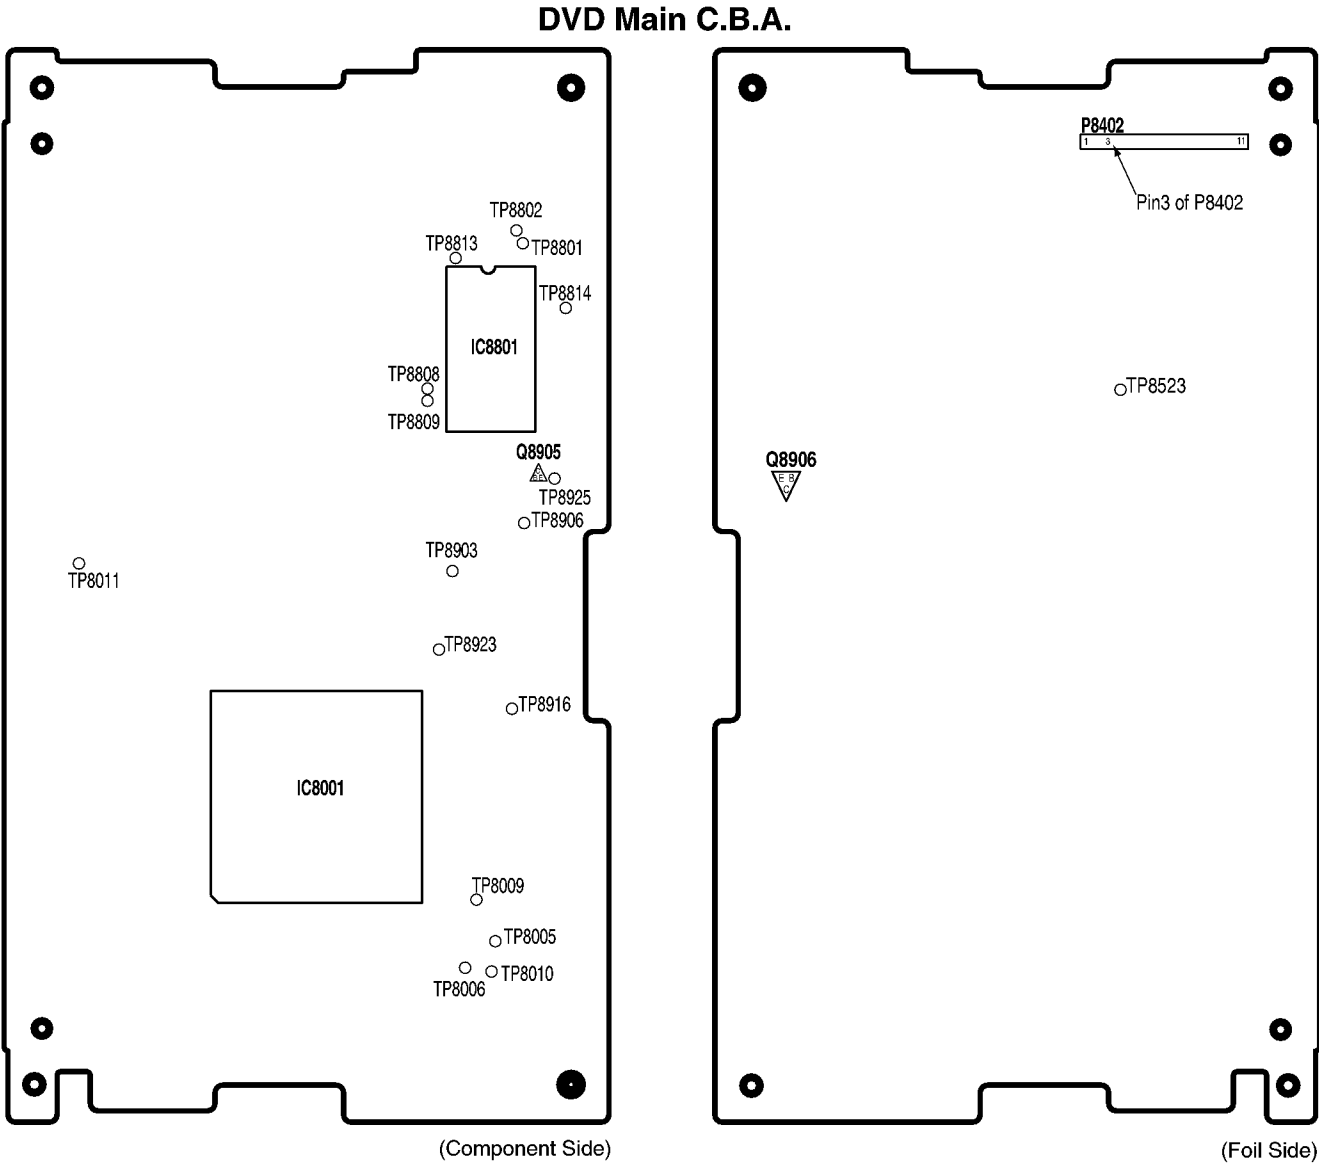 DVD Main C.B.A.
P8402
1 3 11
Pin3 of P8402
TP8802
TP8801
TP8813
TP8814
IC8801
TP8808
TP8809
TP8523
Q8905
C
B E
TP8925
Q8906
E B
C
TP8906
TP8903
TP8011
TP8923
TP8916
IC8001
TP8009
TP8005
TP8010
TP8006
(Component Side)
(Foil Side)